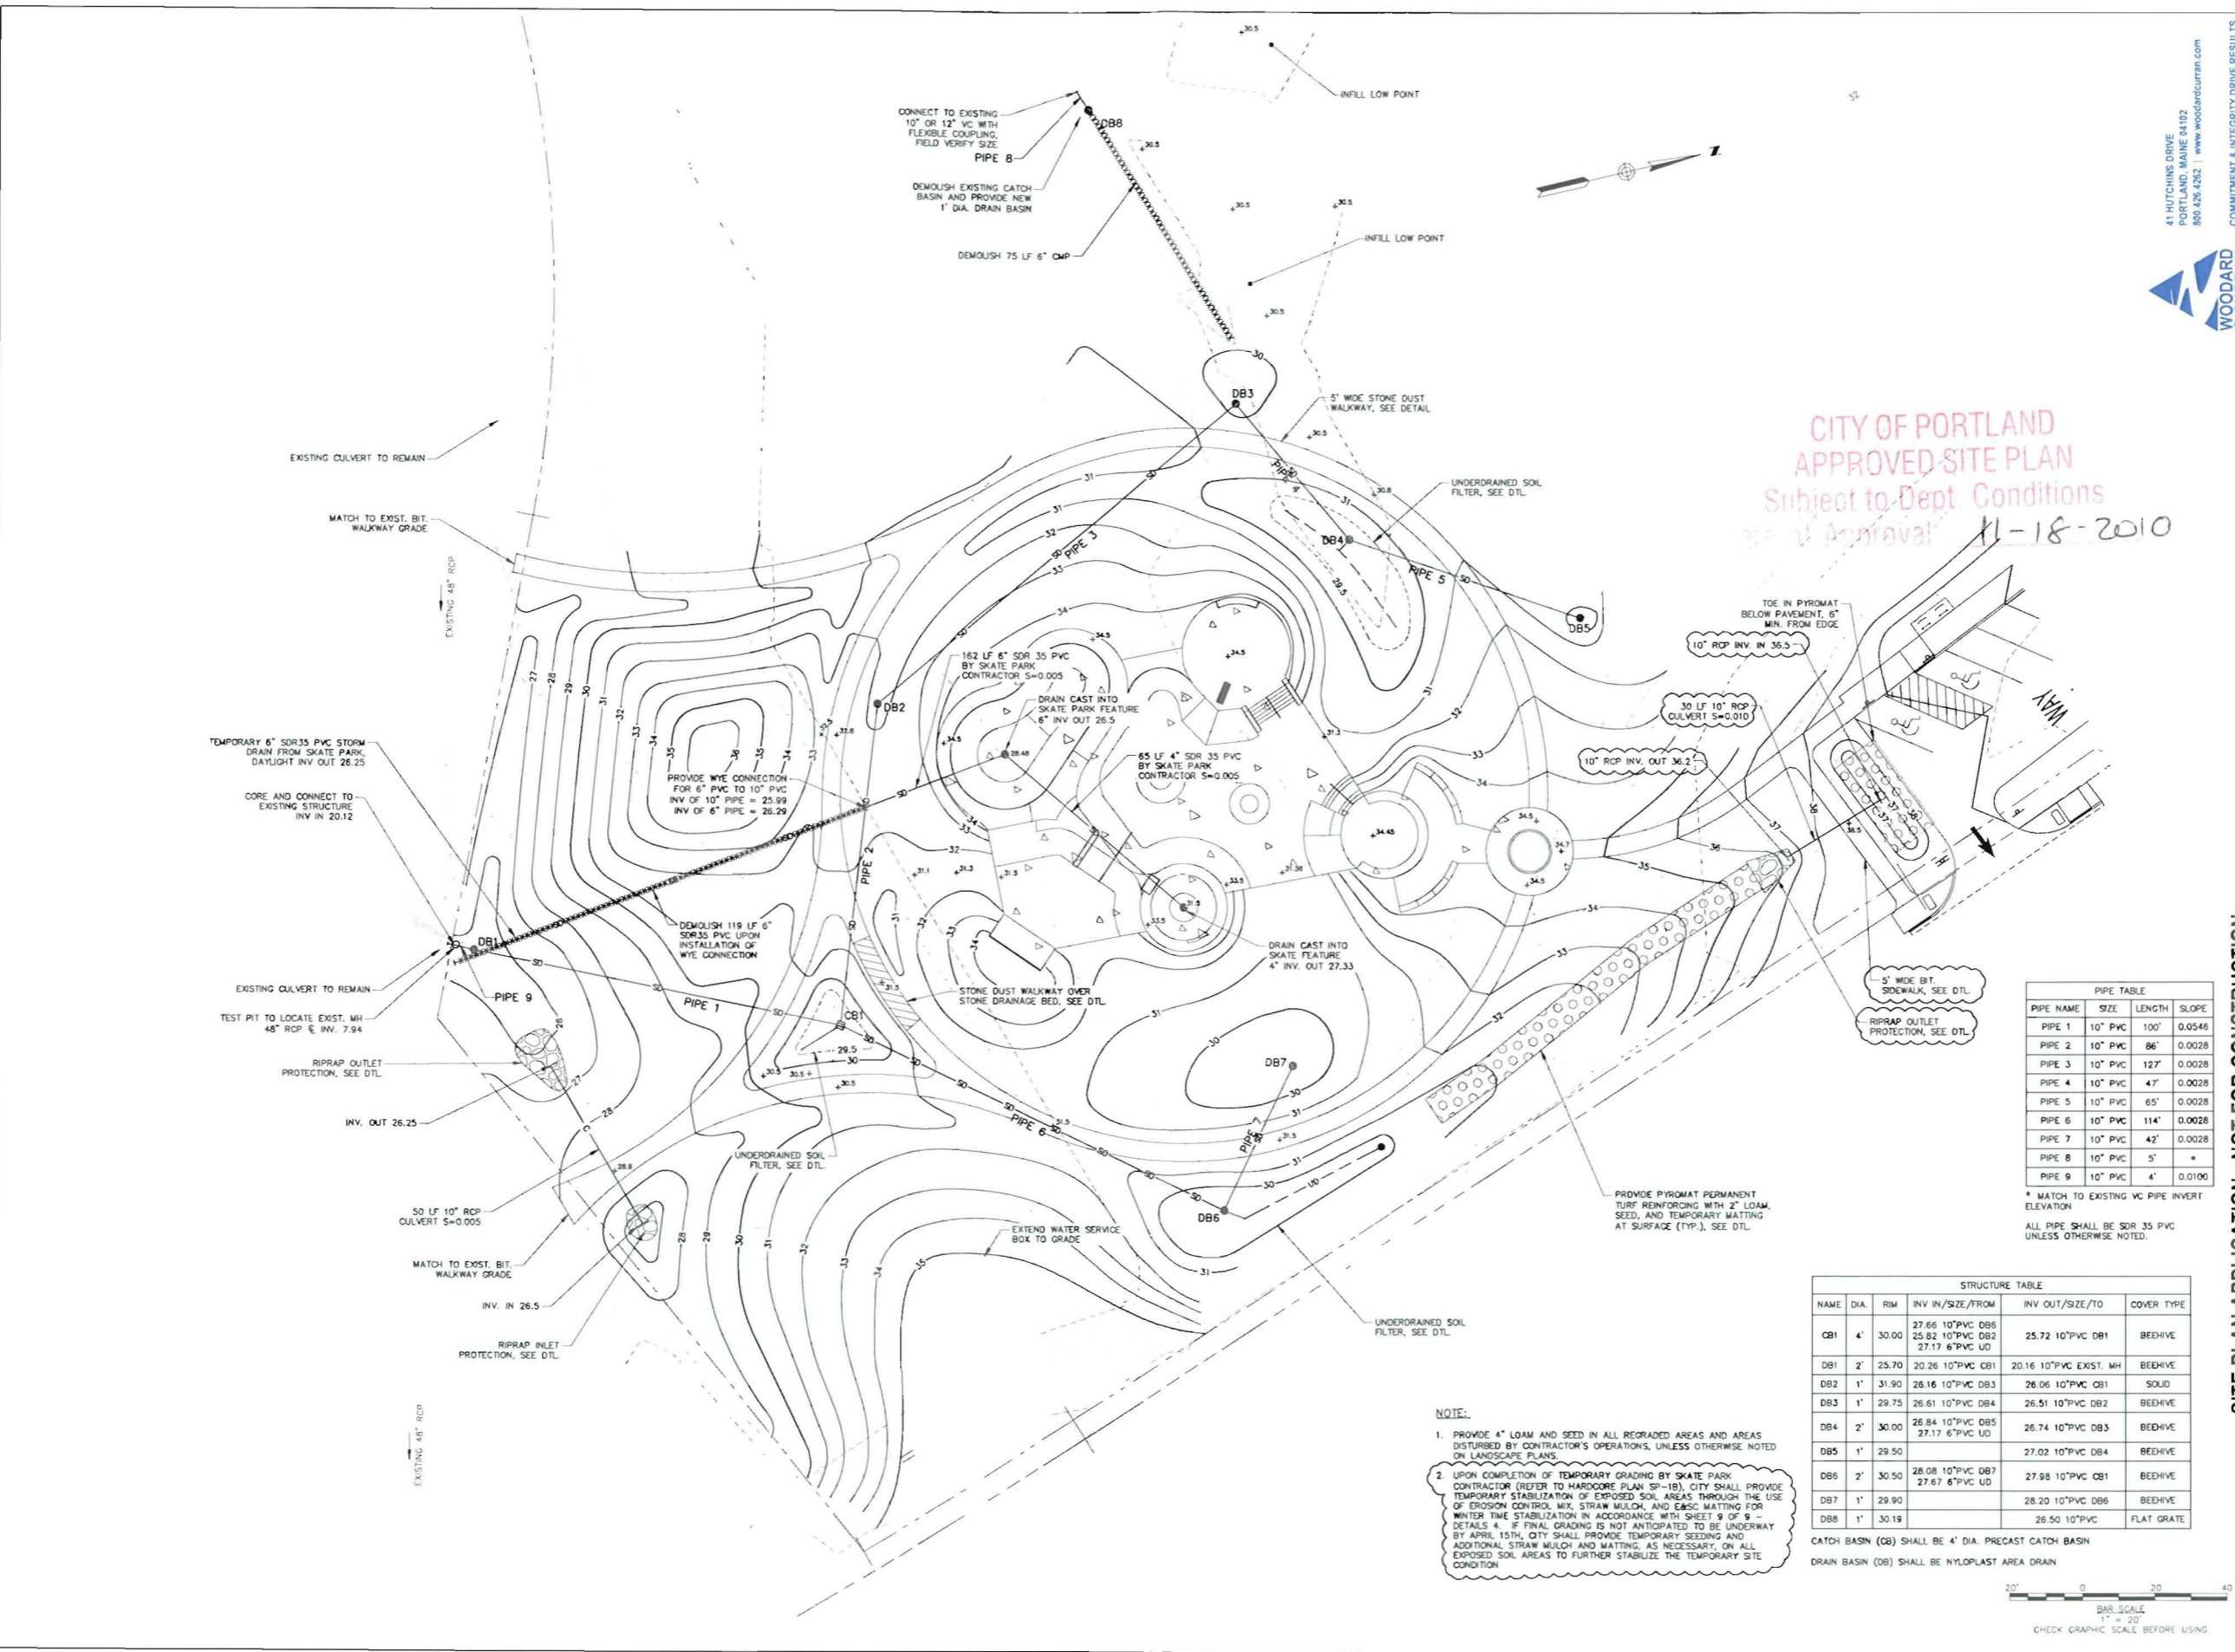 41 HUTCHINS DRIVE
PORTLAND, MAINE 04102
800.426.4262 | www.woodardcurran.com
COMMITMENT & INTEGRITY DRIVE RESULTS
WOODARD
+30.5
INFILL LOW POINT
32
CONNECT TO EXISTING
10" OR 12" VC WITH
FLEXIBLE COUPLING,
FIELD VERIFY SIZE
PIPE 8
DB8
+30.5
DEMOLISH EXISTING CATCH
BASIN AND PROVIDE NEW
1' DIA. DRAIN BASIN
+30.5
+30.5
INFILL LOW POINT
DEMOLISH 75 LF 6" CMP
+30.5
30
DB3
5' WIDE STONE DUST
WALKWAY, SEE DETAIL
+30.5
CITY OF PORTLAND
APPROVED SITE PLAN
Subject to Dept. Conditions
of Approval: 11-18-2010
EXISTING CULVERT TO REMAIN
MATCH TO EXIST. BIT.
WALKWAY GRADE
EXISTING 48" RCP
PIPE 4
+30.8
UNDERDRAINED SOIL
FILTER, SEE DTL.
DB4
29.5
PIPE 5
DB5
PIPE 3
TOE IN PYROMAT
BELOW PAVEMENT, 6"
MIN. FROM EDGE
10" RCP INV. IN 36.5
30 LF 10" RCP
CULVERT S=0.010
10" RCP INV. OUT 36.2
WAY
162 LF 6" SDR 35 PVC
BY SKATE PARK
CONTRACTOR S=0.005
DRAIN CAST INTO
SKATE PARK FEATURE
6" INV OUT 26.5
DB2
65 LF 4" SDR 35 PVC
BY SKATE PARK
CONTRACTOR S=0.005
TEMPORARY 6" SDR35 PVC STORM
DRAIN FROM SKATE PARK,
DAYLIGHT INV OUT 26.25
PROVIDE WYE CONNECTION
FOR 6" PVC TO 10" PVC
INV OF 10" PIPE = 25.99
INV OF 6" PIPE = 26.29
CORE AND CONNECT TO
EXISTING STRUCTURE
INV IN 20.12
PIPE 2
DB1
DEMOLISH 119 LF 6"
SDR35 PVC UPON
INSTALLATION OF
WYE CONNECTION
DRAIN CAST INTO
SKATE FEATURE
4" INV. OUT 27.33
EXISTING CULVERT TO REMAIN
PIPE 9
PIPE 1
STONE DUST WALKWAY OVER
STONE DRAINAGE BED, SEE DTL.
TEST PIT TO LOCATE EXIST. MH
48" RCP ℄ INV. 7.94
CB1
29.5
30
RIPRAP OUTLET
PROTECTION, SEE DTL.
INV. OUT 26.25
5' WIDE BIT.
SIDEWALK, SEE DTL.
RIPRAP OUTLET
PROTECTION, SEE DTL.
DB7
PIPE 6
PIPE 7
DB6
UNDERDRAINED SOIL
FILTER, SEE DTL.
50 LF 10" RCP
CULVERT S=0.005
MATCH TO EXIST. BIT.
WALKWAY GRADE
INV. IN 26.5
RIPRAP INLET
PROTECTION, SEE DTL.
EXTEND WATER SERVICE
BOX TO GRADE
PROVIDE PYROMAT PERMANENT
TURF REINFORCING WITH 2" LOAM,
SEED, AND TEMPORARY MATTING
AT SURFACE (TYP.), SEE DTL.
UNDERDRAINED SOIL
FILTER, SEE DTL.
EXISTING 48" RCP
PIPE TABLE
PIPE NAME SIZE LENGTH SLOPE
PIPE 1 10" PVC 100' 0.0546
PIPE 2 10" PVC 86' 0.0028
PIPE 3 10" PVC 127' 0.0028
PIPE 4 10" PVC 47' 0.0028
PIPE 5 10" PVC 65' 0.0028
PIPE 6 10" PVC 114' 0.0028
PIPE 7 10" PVC 42' 0.0028
PIPE 8 10" PVC 5' *
PIPE 9 10" PVC 4' 0.0100
* MATCH TO EXISTING VC PIPE INVERT
ELEVATION
ALL PIPE SHALL BE SDR 35 PVC
UNLESS OTHERWISE NOTED.
STRUCTURE TABLE
NAME DIA. RIM INV IN/SIZE/FROM INV OUT/SIZE/TO COVER TYPE
27.66 10"PVC DB6
CB1 4' 30.00 25.82 10"PVC DB2 25.72 10"PVC DB1 BEEHIVE
27.17 6"PVC UD
DB1 2' 25.70 20.26 10"PVC CB1 20.16 10"PVC EXIST. MH BEEHIVE
DB2 1' 31.90 26.16 10"PVC DB3 26.06 10"PVC CB1 SOLID
DB3 1' 29.75 26.61 10"PVC DB4 26.51 10"PVC DB2 BEEHIVE
DB4 2' 30.00 26.84 10"PVC DB5 26.74 10"PVC DB3 BEEHIVE
27.17 6"PVC UD
DB5 1' 29.50 27.02 10"PVC DB4 BEEHIVE
DB6 2' 30.50 28.08 10"PVC DB7 27.98 10"PVC CB1 BEEHIVE
27.67 6"PVC UD
DB7 1' 29.90 28.20 10"PVC DB6 BEEHIVE
DB8 1' 30.19 26.50 10"PVC FLAT GRATE
CATCH BASIN (CB) SHALL BE 4' DIA. PRECAST CATCH BASIN
DRAIN BASIN (DB) SHALL BE NYLOPLAST AREA DRAIN
NOTE:
1. PROVIDE 4" LOAM AND SEED IN ALL REGRADED AREAS AND AREAS
DISTURBED BY CONTRACTOR'S OPERATIONS, UNLESS OTHERWISE NOTED
ON LANDSCAPE PLANS.
2. UPON COMPLETION OF TEMPORARY GRADING BY SKATE PARK
CONTRACTOR (REFER TO HARDCORE PLAN SP-1B), CITY SHALL PROVIDE
TEMPORARY STABILIZATION OF EXPOSED SOIL AREAS THROUGH THE USE
OF EROSION CONTROL MIX, STRAW MULCH, AND E&SC MATTING FOR
WINTER TIME STABILIZATION IN ACCORDANCE WITH SHEET 9 OF 9 -
DETAILS 4. IF FINAL GRADING IS NOT ANTICIPATED TO BE UNDERWAY
BY APRIL 15TH, CITY SHALL PROVIDE TEMPORARY SEEDING AND
ADDITIONAL STRAW MULCH AND MATTING, AS NECESSARY, ON ALL
EXPOSED SOIL AREAS TO FURTHER STABILIZE THE TEMPORARY SITE
CONDITION
20' 0 20 40
BAR SCALE
1" = 20'
CHECK GRAPHIC SCALE BEFORE USING